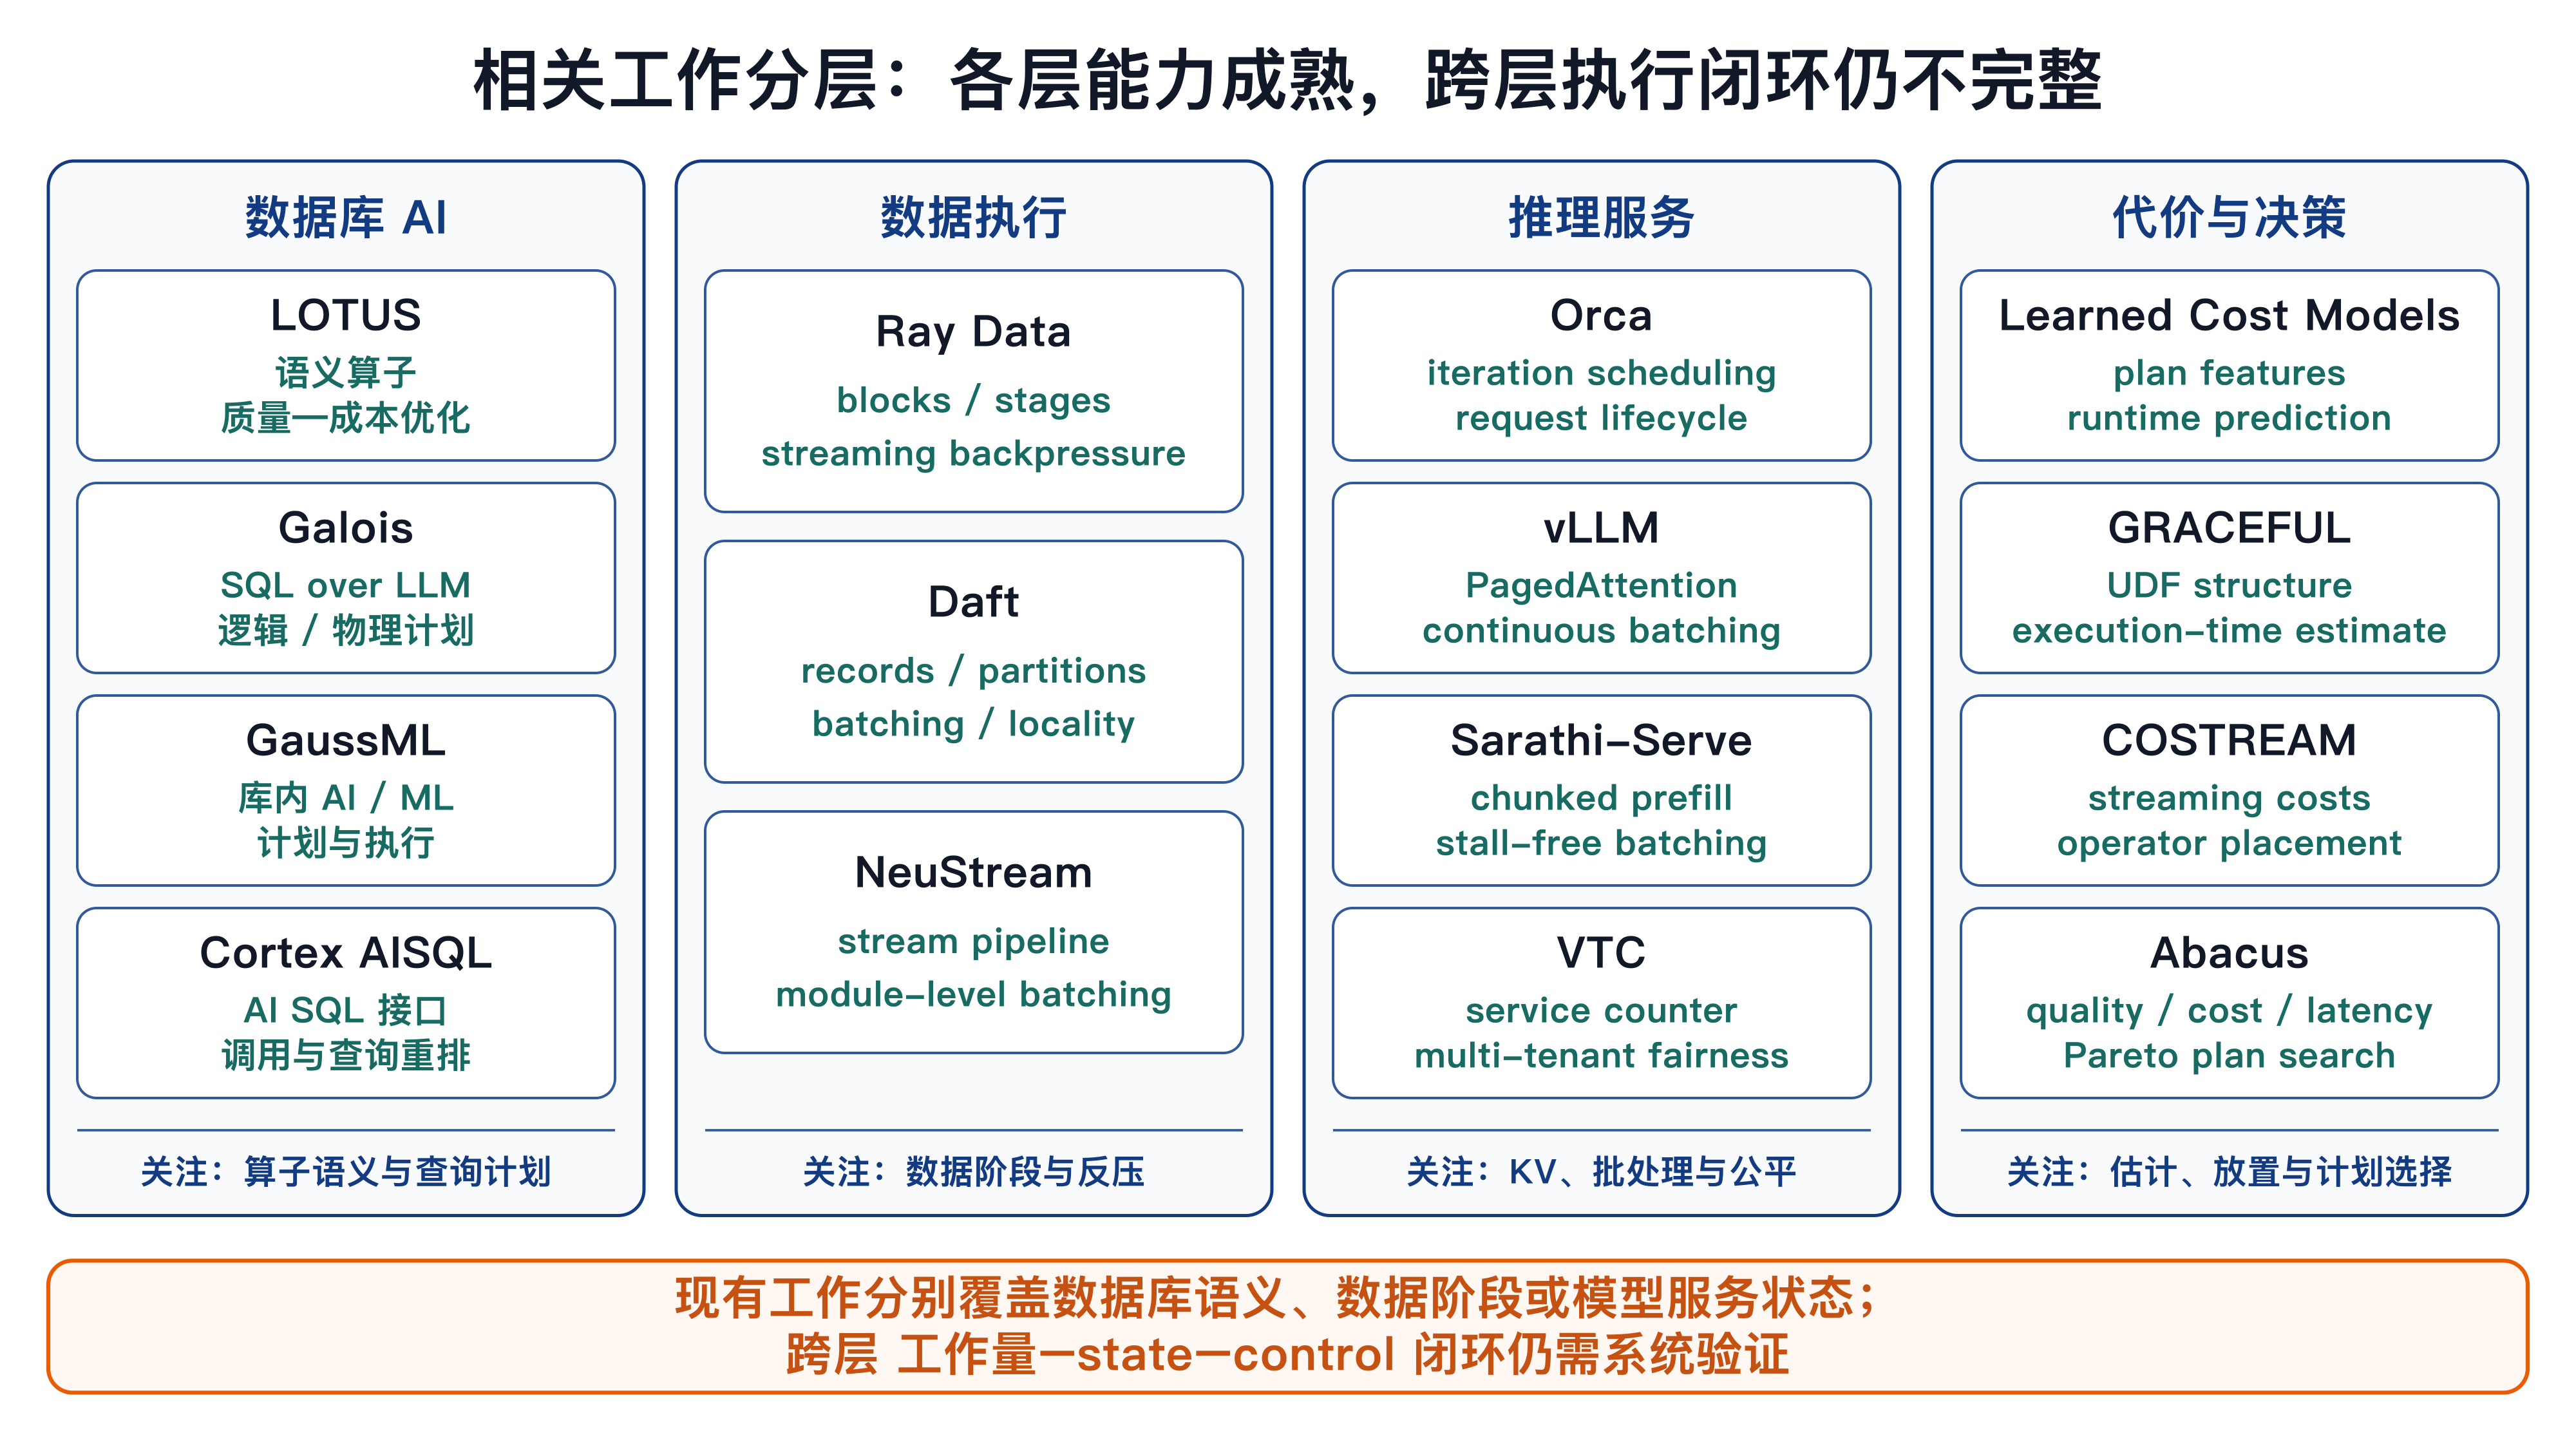 相关工作分层：各层能力成熟，跨层执行闭环仍不完整
数据库 AI
LOTUS
语义算子
质量—成本优化
Galois
SQL over LLM
逻辑 / 物理计划
GaussML
库内 AI / ML
计划与执行
Cortex AISQL
AI SQL 接口
调用与查询重排
关注：算子语义与查询计划
数据执行
Ray Data
blocks / stages
streaming backpressure
Daft
records / partitions
batching / locality
NeuStream
stream pipeline
module–level batching
关注：数据阶段与反压
推理服务
Orca
iteration scheduling
request lifecycle
vLLM
PagedAttention
continuous batching
Sarathi–Serve
chunked prefill
stall–free batching
VTC
service counter
multi–tenant fairness
关注：KV、批处理与公平
代价与决策
Learned Cost Models
plan features
runtime prediction
GRACEFUL
UDF structure
execution–time estimate
COSTREAM
streaming costs
operator placement
Abacus
quality / cost / latency
Pareto plan search
关注：估计、放置与计划选择
现有工作分别覆盖数据库语义、数据阶段或模型服务状态；
跨层 工作量—state—control 闭环仍需系统验证